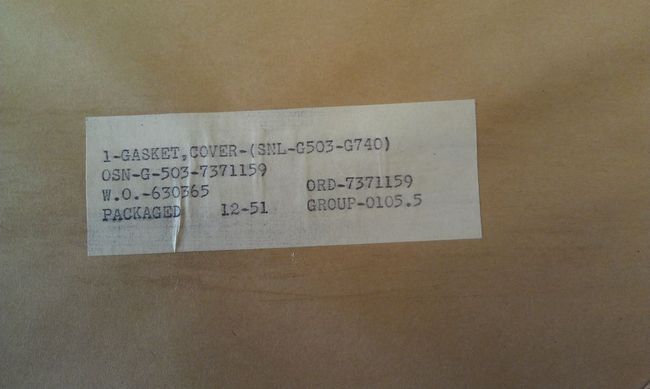 1-GASKET,COVER-(SNL-G503-G740)
OSN-G-503-7371159
W.O.-630365 ORD-7371159
PACKAGED 12-51 GROUP-0105.5